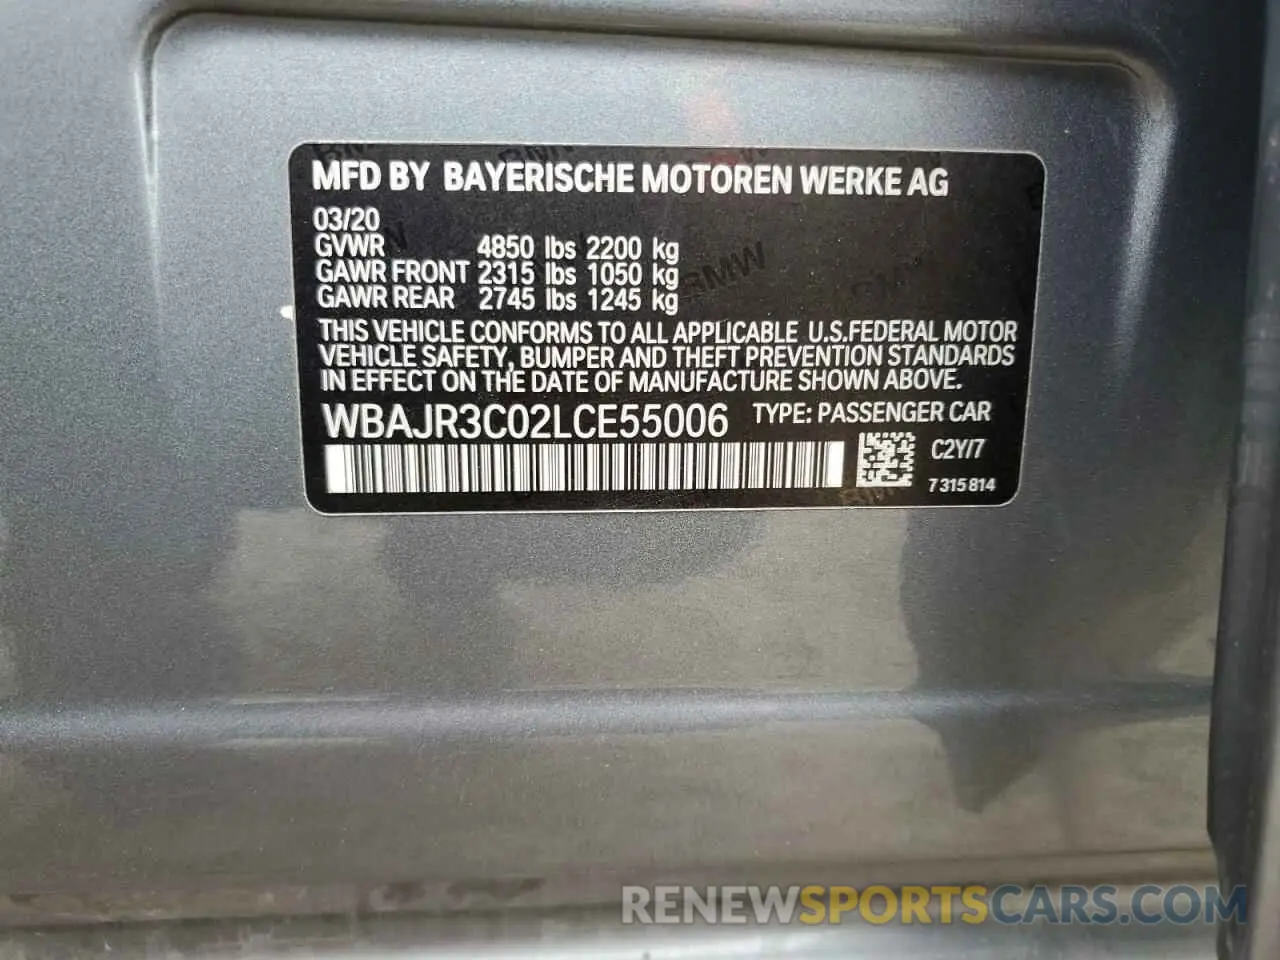 MFD BY BAYERISCHE MOTOREN WERKE AG
03/20
GVWR 4850 lbs 2200 kg
GAWR FRONT 2315 lbs 1050 kg
GAWR REAR 2745 lbs 1245 kg
THIS VEHICLE CONFORMS TO ALL APPLICABLE U.S.FEDERAL MOTOR
VEHICLE SAFETY, BUMPER AND THEFT PREVENTION STANDARDS
IN EFFECT ON THE DATE OF MANUFACTURE SHOWN ABOVE.
WBAJR3C02LCE55006 TYPE: PASSENGER CAR
C2Y/7
7315814
RENEWSPORTSCARS.COM